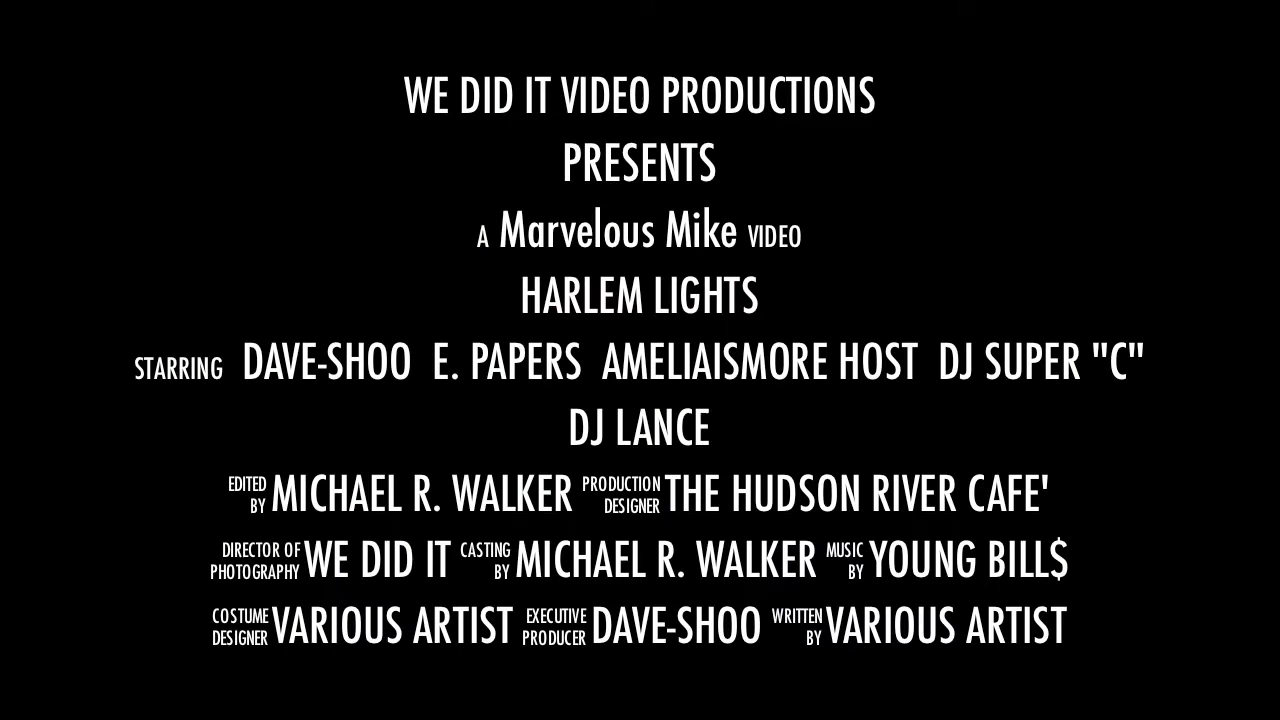 WE DID IT VIDEO PRODUCTIONS
PRESENTS
A Marvelous Mike VIDEO
HARLEM LIGHTS
STARRING DAVE-SHOO E. PAPERS AMELIAISMORE HOST DJ SUPER "C"
DJ LANCE
EDITED BY MICHAEL R. WALKER PRODUCTION DESIGNER THE HUDSON RIVER CAFE'
DIRECTOR OF PHOTOGRAPHY WE DID IT CASTING BY MICHAEL R. WALKER MUSIC BY YOUNG BILL$
COSTUME DESIGNER VARIOUS ARTIST EXECUTIVE PRODUCER DAVE-SHOO WRITTEN BY VARIOUS ARTIST